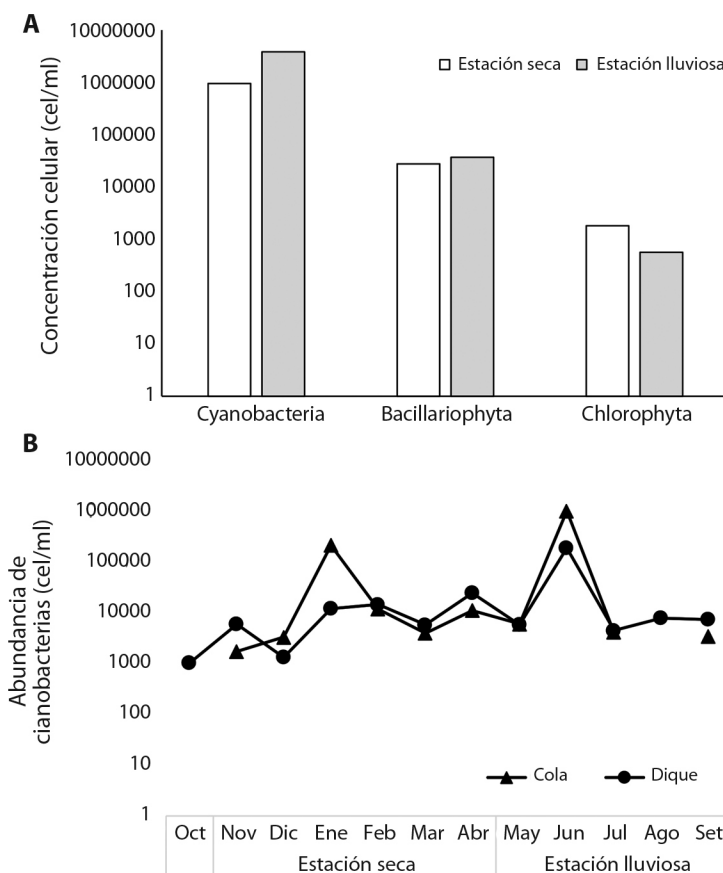 A
Concentración celular (cel/ml)
10000000
1000000
100000
10000
1000
100
10
1
Estación seca
Estación lluviosa
Cyanobacteria
Bacillariophyta
Chlorophyta
B
Abundancia de
cianobacterias (cel/ml)
10000000
1000000
100000
10000
1000
100
10
1
Cola
Dique
Oct Nov Dic Ene Feb Mar Abr May Jun Jul Ago Set
Estación seca
Estación lluviosa